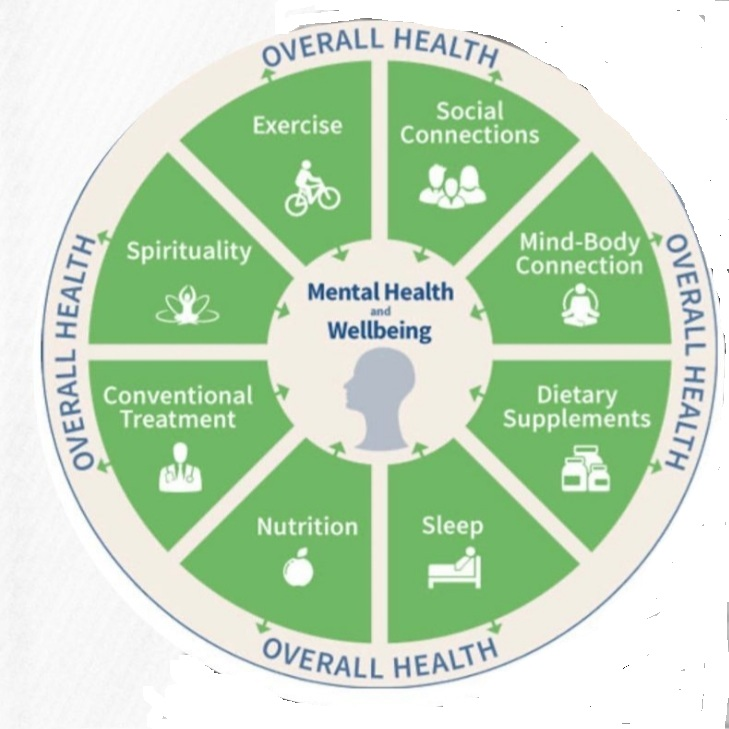 OVERALL HEALTH
Exercise
Social
Connections
Spirituality
Mind-Body
Connection
OVERALL HEALTH
OVERALL HEALTH
Mental Health
and
Wellbeing
Conventional
Treatment
Dietary
Supplements
Nutrition
Sleep
OVERALL HEALTH